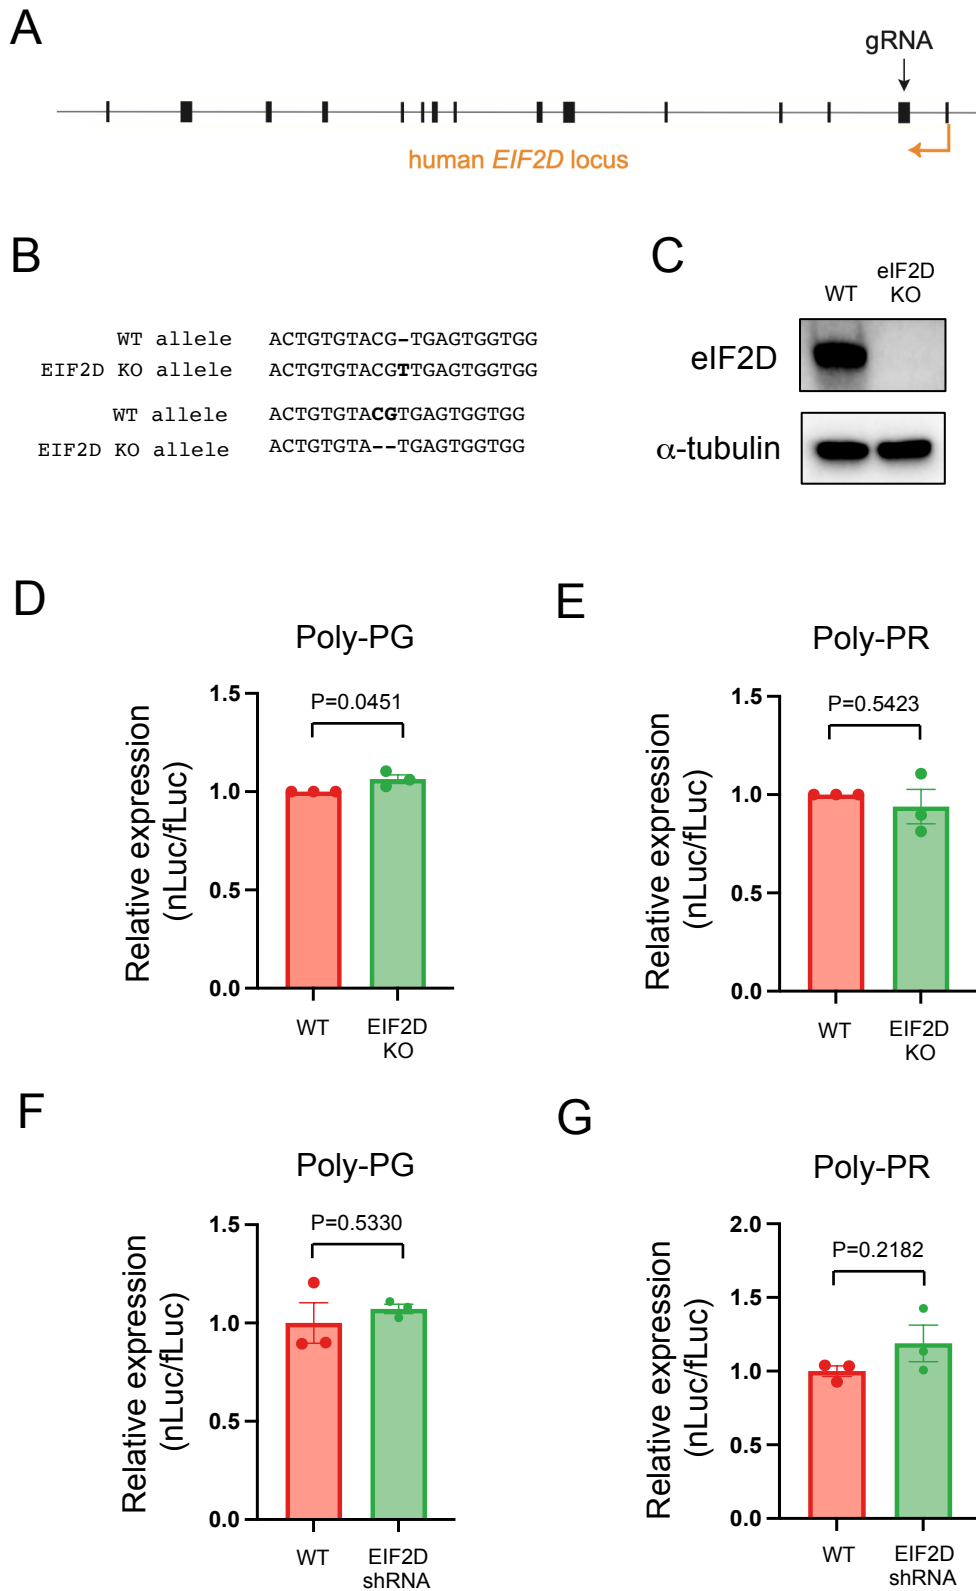 A
gRNA
human EIF2D locus
B
WT allele ACTGTGTACG-TGAGTGGTGG
EIF2D KO allele ACTGTGTACGTTGAGTGGTGG
WT allele ACTGTGTACGTGAGTGGTGG
EIF2D KO allele ACTGTGTA--TGAGTGGTGG
C
WT
eIF2D
KO
eIF2D
α-tubulin
D
Poly-PG
P=0.0451
Relative expression
(nLuc/fLuc)
1.5
1.0
0.5
0.0
WT
EIF2D
KO
E
Poly-PR
P=0.5423
Relative expression
(nLuc/fLuc)
1.5
1.0
0.5
0.0
WT
EIF2D
KO
F
Poly-PG
P=0.5330
Relative expression
(nLuc/fLuc)
1.5
1.0
0.5
0.0
WT
EIF2D
shRNA
G
Poly-PR
P=0.2182
Relative expression
(nLuc/fLuc)
2.0
1.5
1.0
0.5
0.0
WT
EIF2D
shRNA